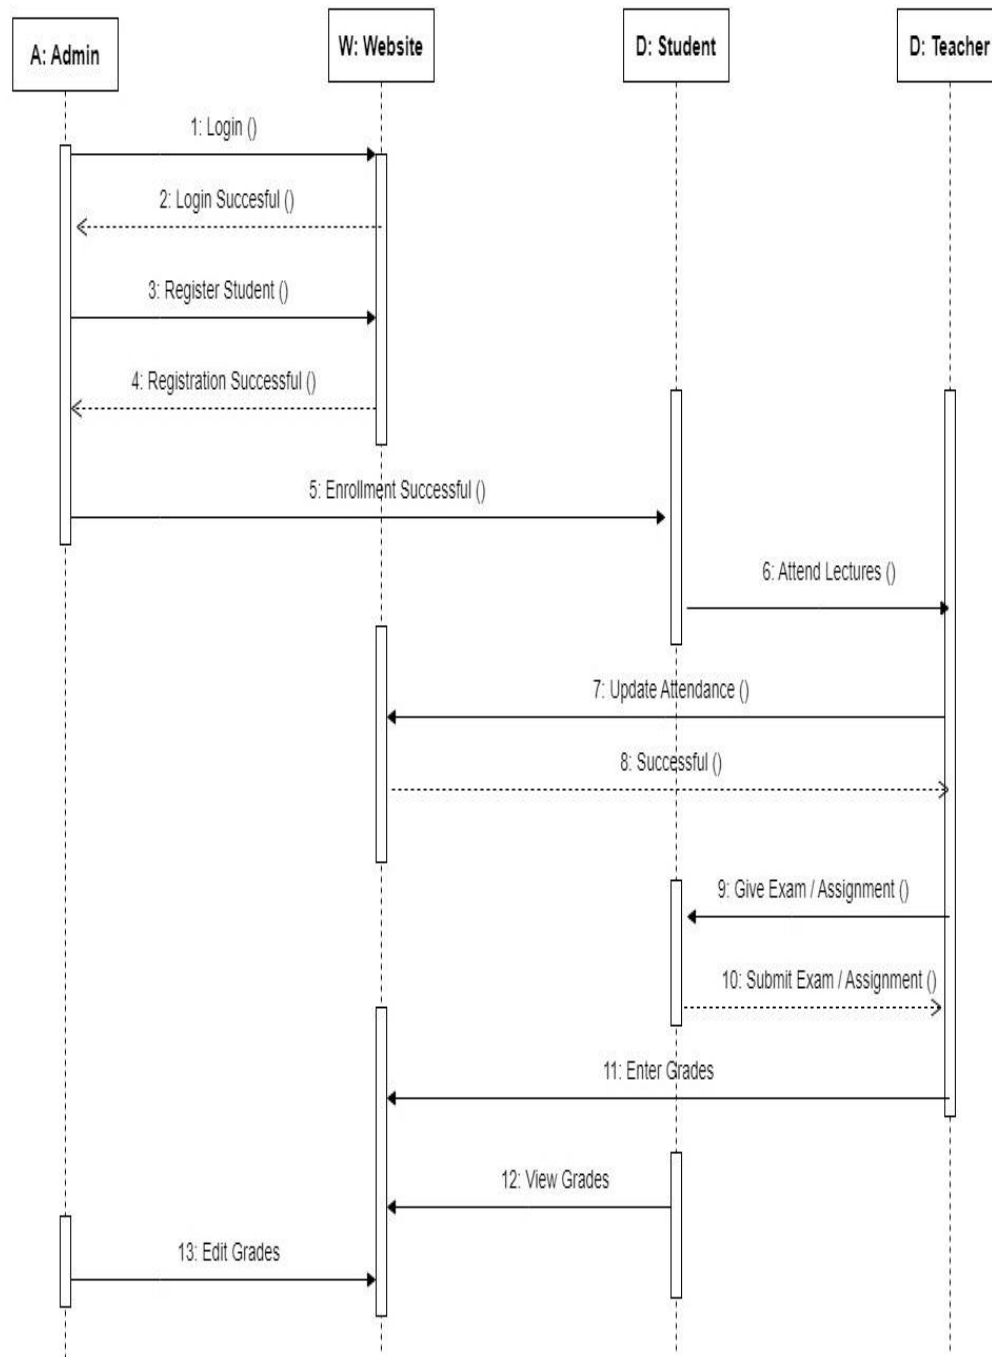 A: Admin
W: Website
D: Student
D: Teacher
1: Login ()
2: Login Succesful ()
3: Register Student ()
4: Registration Successful ()
5: Enrollment Successful ()
6: Attend Lectures ()
7: Update Attendance ()
8: Successful ()
9: Give Exam / Assignment ()
10: Submit Exam / Assignment ()
11: Enter Grades
12: View Grades
13: Edit Grades